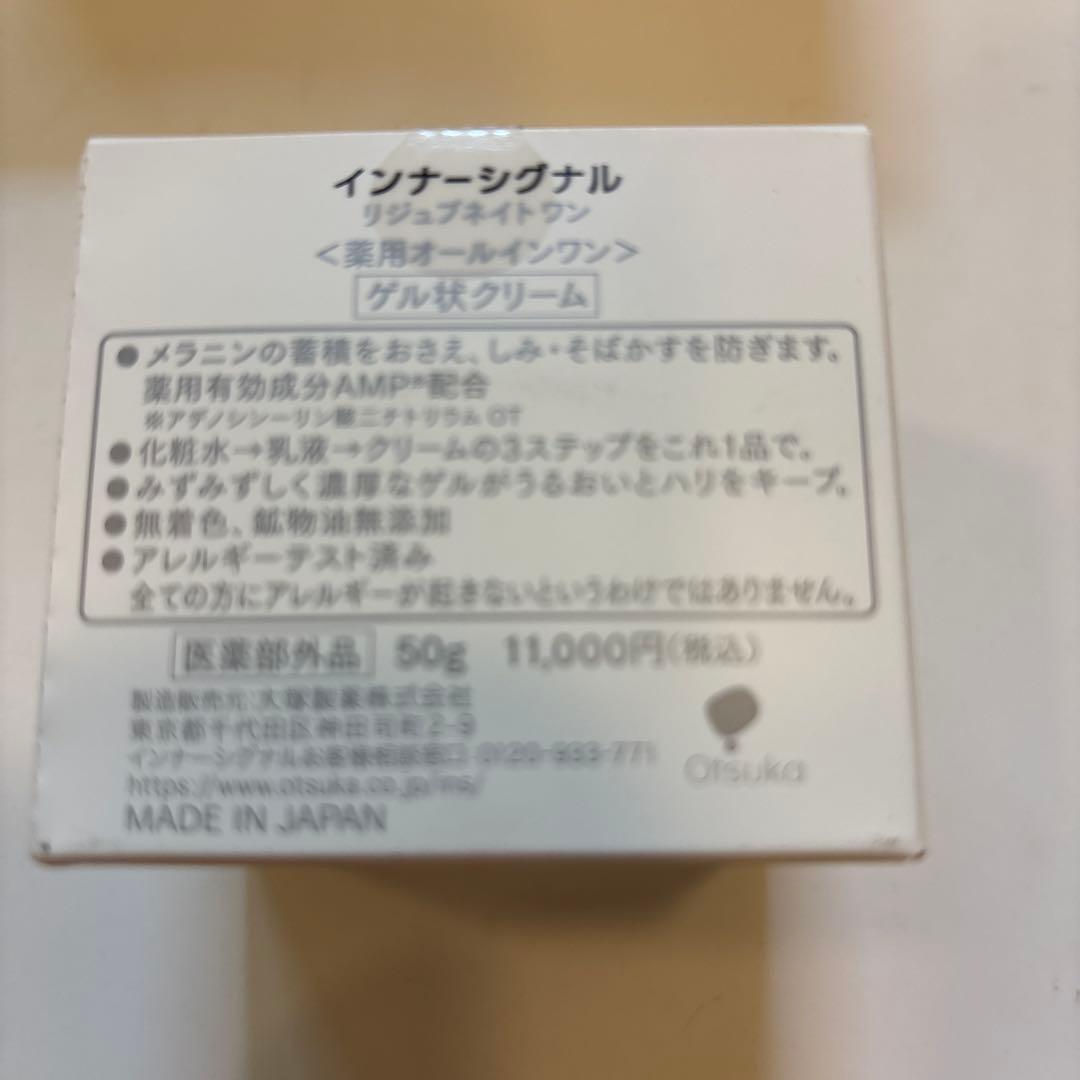 インナーシグナル
リジュブネイトワン
<薬用オールインワン>
ゲル状クリーム
●メラニンの蓄積をおさえ、しみ・そばかすを防ぎます。
薬用有効成分AMP※配合
※アデノシン一リン酸二ナトリウム OT
●化粧水→乳液→クリームの3ステップをこれ1品で。
●みずみずしく濃厚なゲルがうるおいとハリをキープ。
●無着色、鉱物油無添加
●アレルギーテスト済み
全ての方にアレルギーが起きないというわけではありません。
医薬部外品 50g 11,000円(税込)
製造販売元:大塚製薬株式会社
東京都千代田区神田司町2-9
インナーシグナルお客様相談窓口 0120-933-771
https://www.otsuka.co.jp/ins/
MADE IN JAPAN
Otsuka